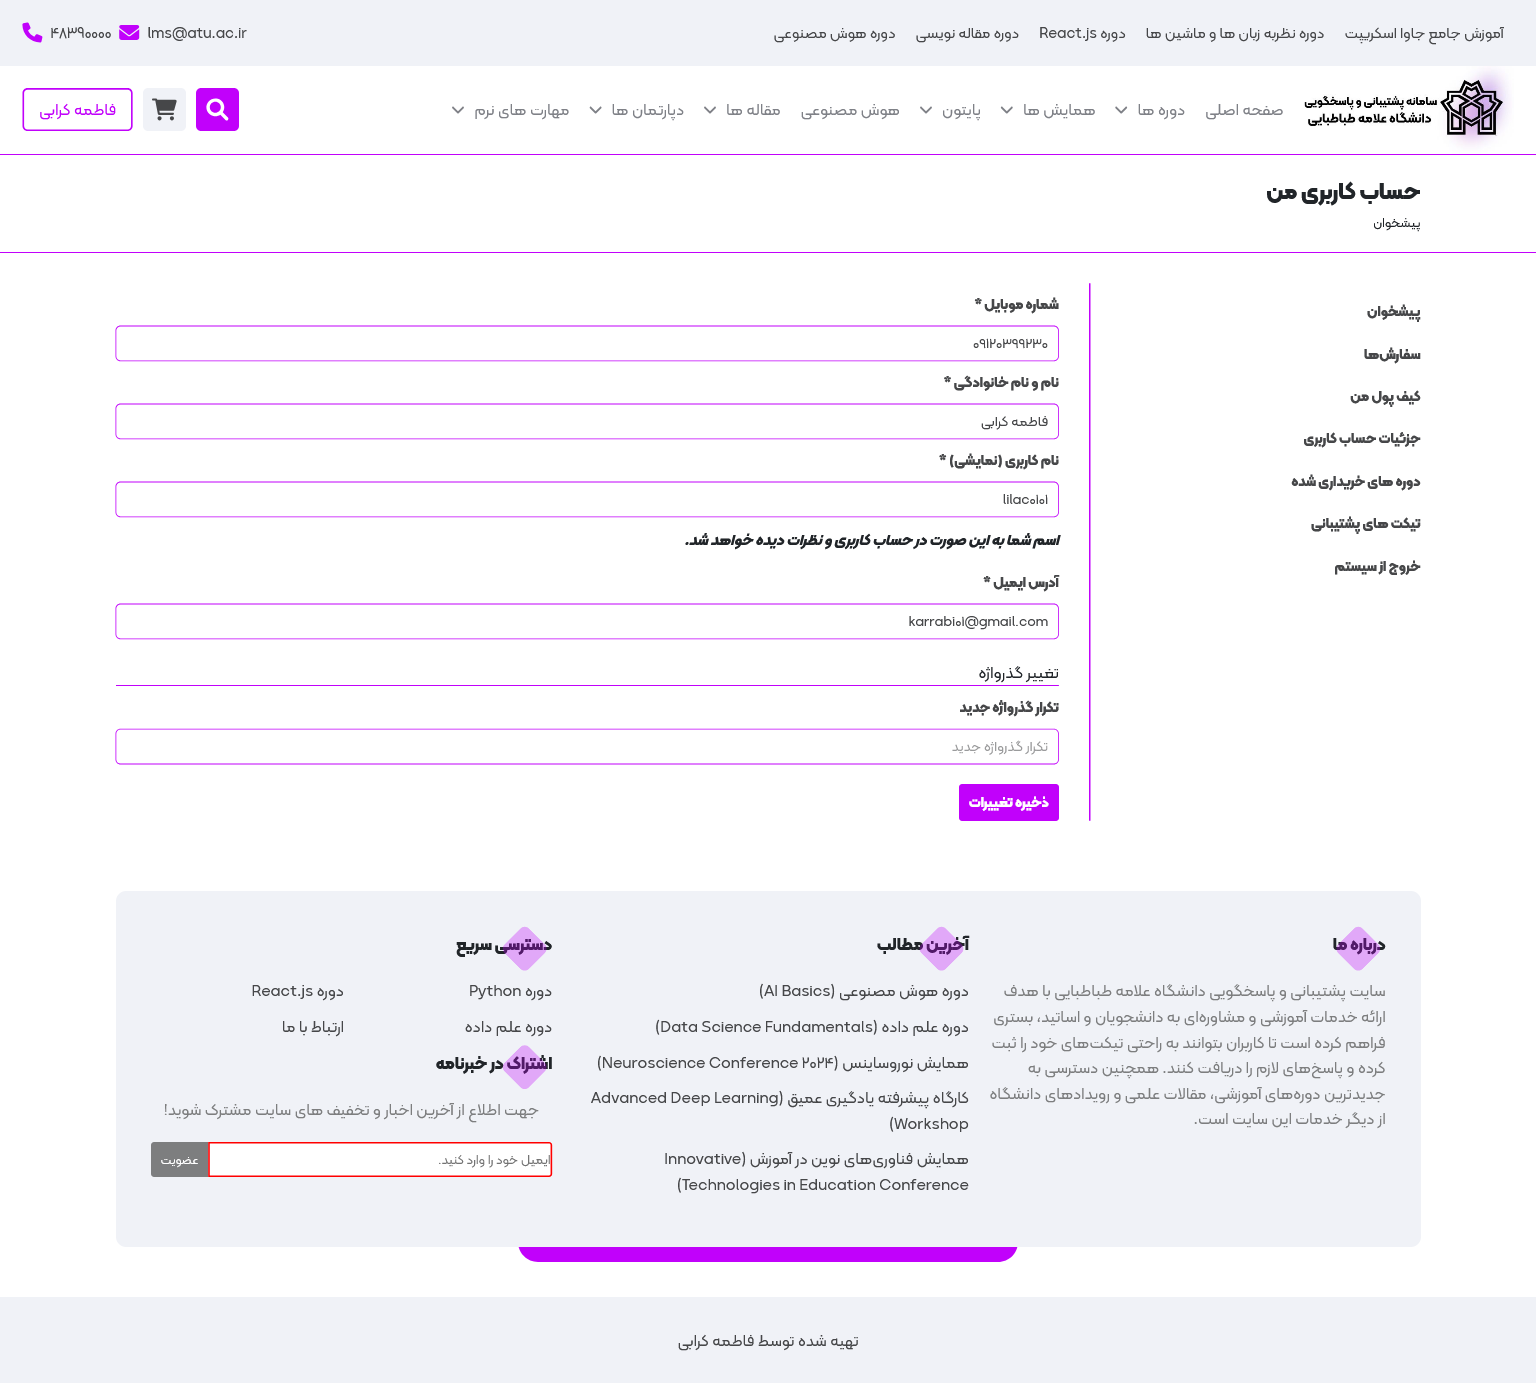 آموزش جامع جاوا اسکریپت
دوره نظریه زبان ها و ماشین ها
دوره React.js
دوره مقاله نویسی
دوره هوش مصنوعی
lms@atu.ac.ir
۴۸۳۹۰۰۰۰
سامانه پشتیبانی و پاسخگویی
دانشگاه علامه طباطبایی
صفحه اصلی
دوره ها
همایش ها
پایتون
هوش مصنوعی
مقاله ها
دپارتمان ها
مهارت های نرم
فاطمه کرابی
حساب کاربری من
پیشخوان
پیشخوان
سفارش‌ها
کیف پول من
جزئیات حساب کاربری
دوره های خریداری شده
تیکت های پشتیبانی
خروج از سیستم
شماره موبایل *
۰۹۱۲۰۳۹۹۲۳۰
نام و نام خانوادگی *
فاطمه کرابی
نام کاربری (نمایشی) *
lilac۰۱۰۱
اسم شما به این صورت در حساب کاربری و نظرات دیده خواهد شد.
آدرس ایمیل *
karrabi۰۱@gmail.com
تغییر گذرواژه
تکرار گذرواژه جدید
تکرار گذرواژه جدید
ذخیره تغییرات
درباره ما
سایت پشتیبانی و پاسخگویی دانشگاه علامه طباطبایی با هدف
ارائه خدمات آموزشی و مشاوره‌ای به دانشجویان و اساتید، بستری
فراهم کرده است تا کاربران بتوانند به راحتی تیکت‌های خود را ثبت
کرده و پاسخ‌های لازم را دریافت کنند. همچنین دسترسی به
جدیدترین دوره‌های آموزشی، مقالات علمی و رویدادهای دانشگاه
از دیگر خدمات این سایت است.
آخرین مطالب
دوره هوش مصنوعی (AI Basics)
دوره علم داده (Data Science Fundamentals)
همایش نوروساینس (Neuroscience Conference ۲۰۲۴)
کارگاه پیشرفته یادگیری عمیق (Advanced Deep Learning
Workshop)
همایش فناوری‌های نوین در آموزش (Innovative
Technologies in Education Conference)
دسترسی سریع
دوره Python
دوره React.js
دوره علم داده
ارتباط با ما
اشتراک در خبرنامه
جهت اطلاع از آخرین اخبار و تخفیف های سایت مشترک شوید!
ایمیل خود را وارد کنید.
عضویت
تهیه شده توسط فاطمه کرابی